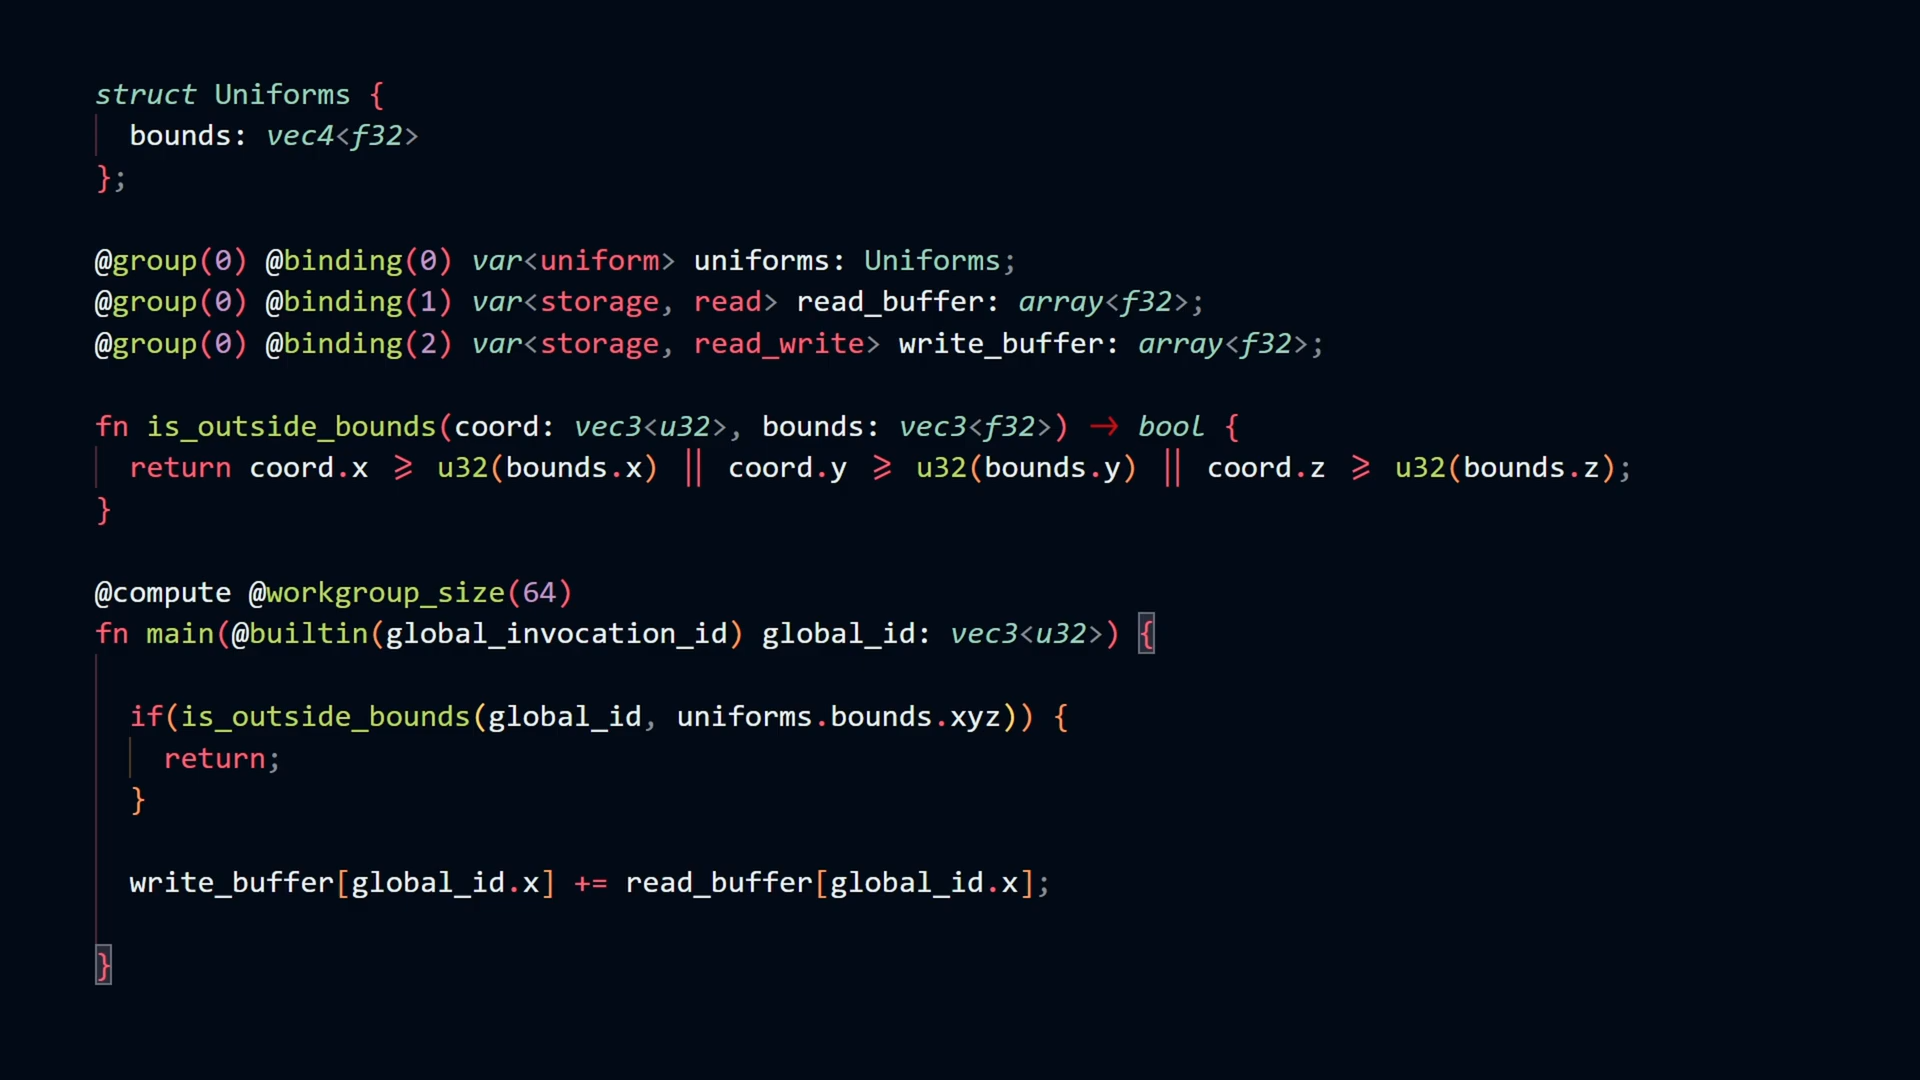 struct Uniforms {
  bounds: vec4<f32>
};

@group(0) @binding(0) var<uniform> uniforms: Uniforms;
@group(0) @binding(1) var<storage, read> read_buffer: array<f32>;
@group(0) @binding(2) var<storage, read_write> write_buffer: array<f32>;

fn is_outside_bounds(coord: vec3<u32>, bounds: vec3<f32>) -> bool {
  return coord.x >= u32(bounds.x) || coord.y >= u32(bounds.y) || coord.z >= u32(bounds.z);
}

@compute @workgroup_size(64)
fn main(@builtin(global_invocation_id) global_id: vec3<u32>) {

  if(is_outside_bounds(global_id, uniforms.bounds.xyz)) {
    return;
  }

  write_buffer[global_id.x] += read_buffer[global_id.x];

}